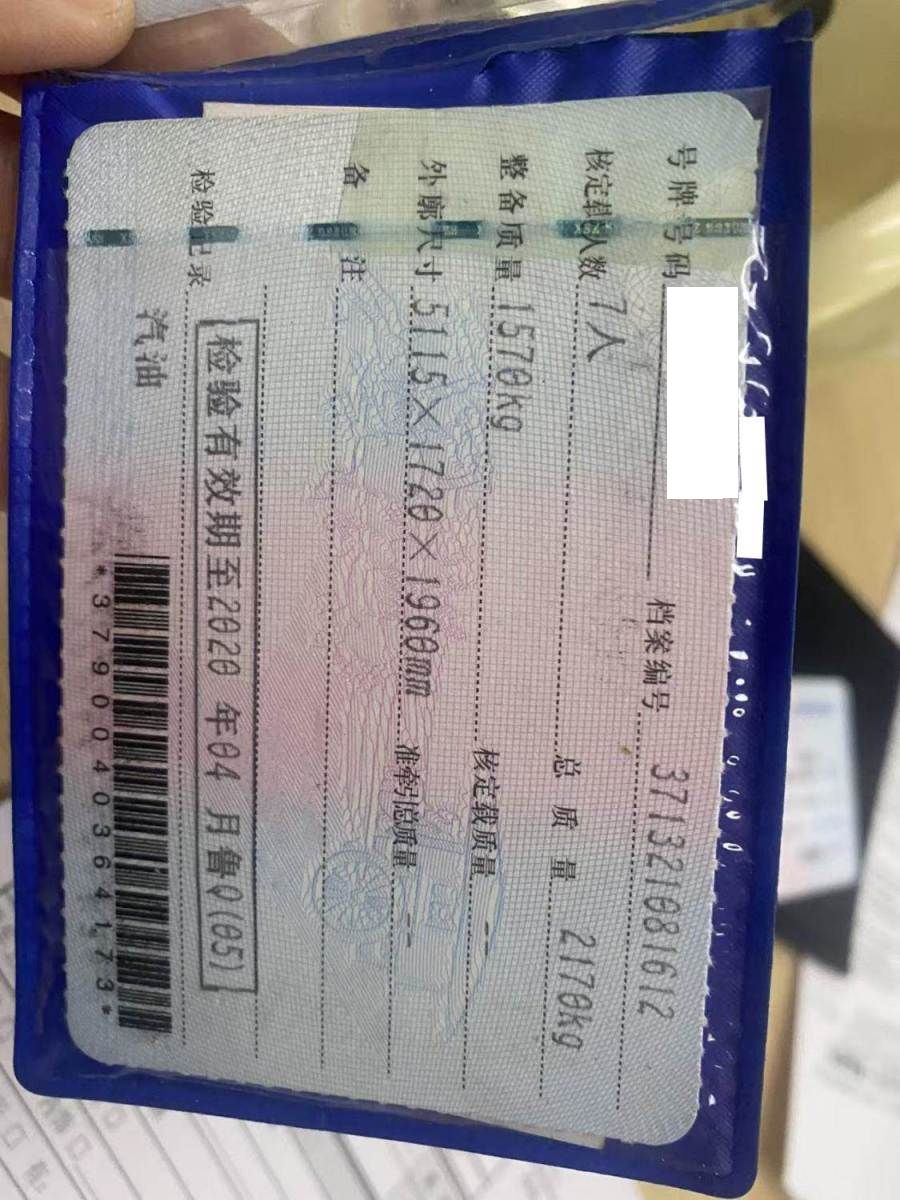 号牌号码 档案编号 371321081612
核定载人数 7人 总质量 2170kg
整备质量 1570kg 核定载质量 --
外廓尺寸 5115×1720×1960mm 准牵引总质量 --
备注
检验记录 检验有效期至2020年04月鲁Q(05)
汽油
*3790040364173*